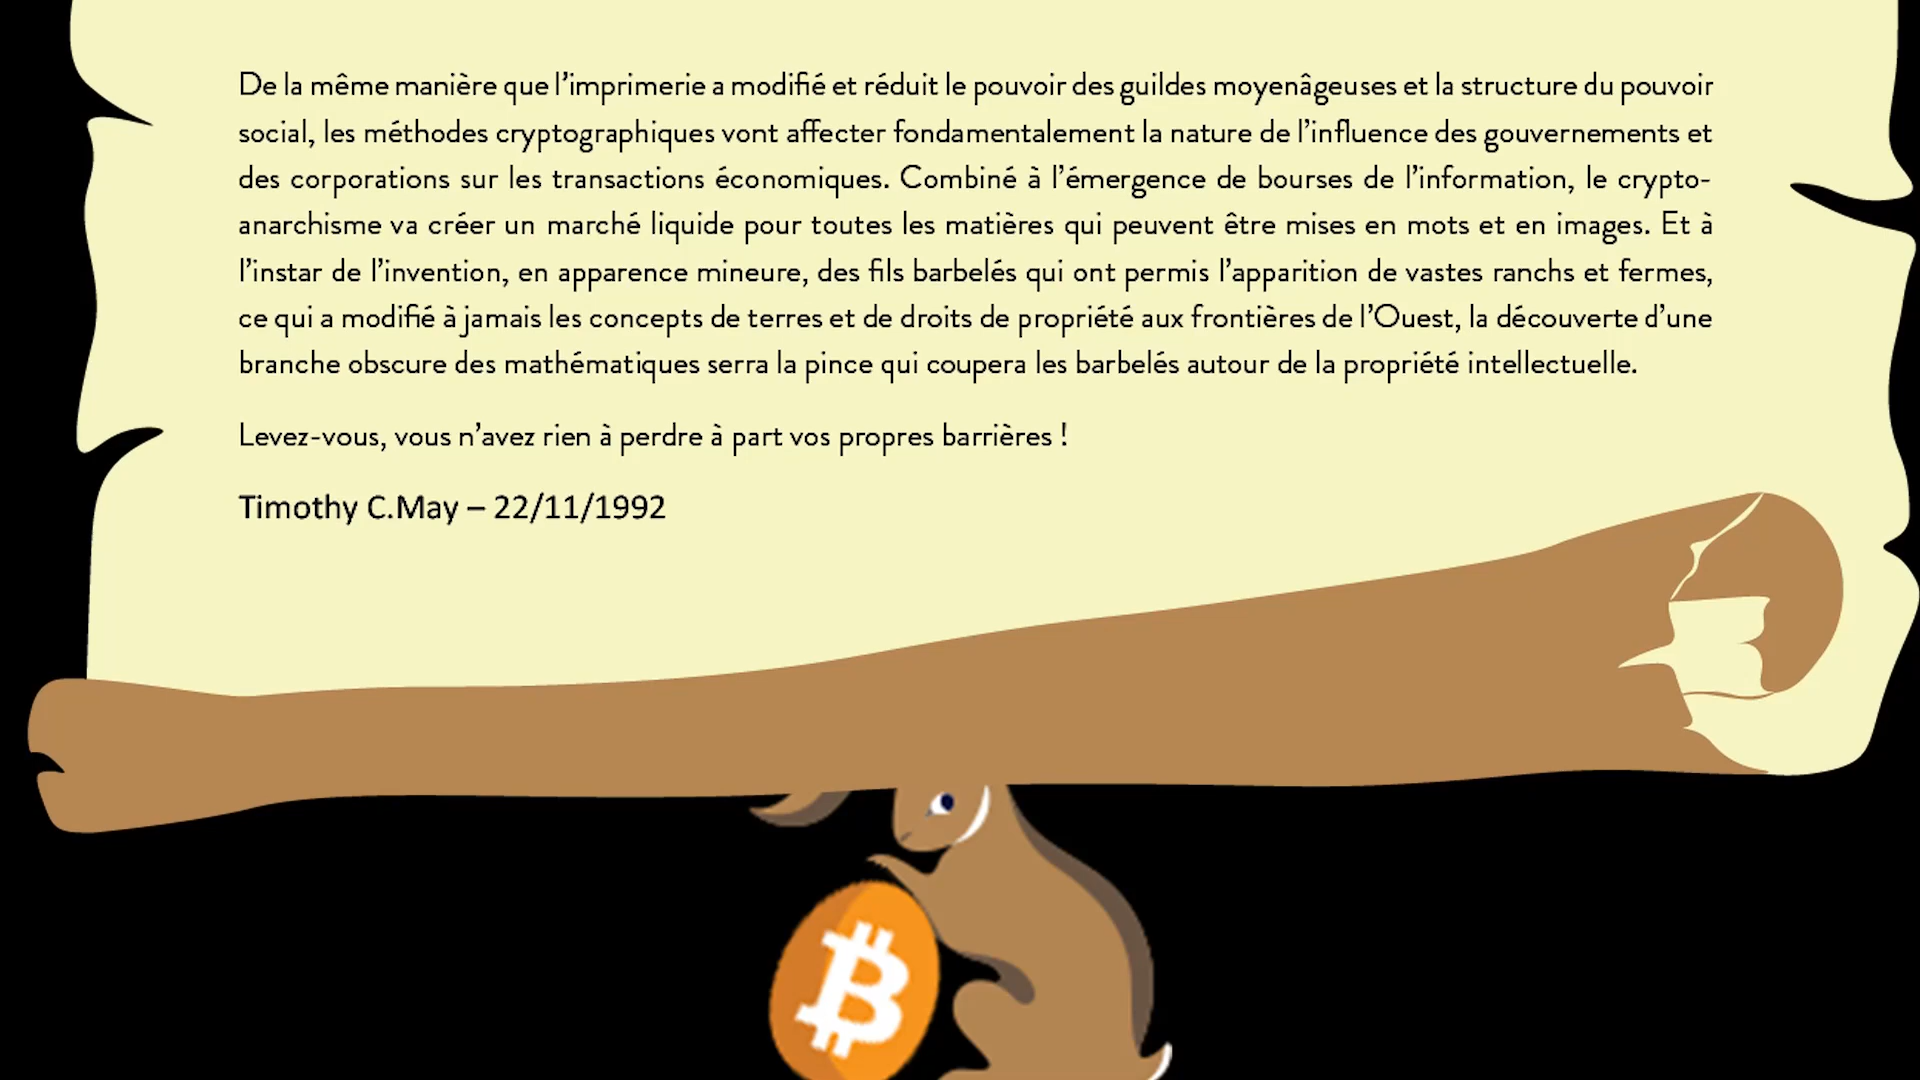 De la même manière que l’imprimerie a modifié et réduit le pouvoir des guildes moyenâgeuses et la structure du pouvoir
social, les méthodes cryptographiques vont affecter fondamentalement la nature de l’influence des gouvernements et
des corporations sur les transactions économiques. Combiné à l’émergence de bourses de l’information, le crypto-
anarchisme va créer un marché liquide pour toutes les matières qui peuvent être mises en mots et en images. Et à
l’instar de l’invention, en apparence mineure, des fils barbelés qui ont permis l’apparition de vastes ranchs et fermes,
ce qui a modifié à jamais les concepts de terres et de droits de propriété aux frontières de l’Ouest, la découverte d’une
branche obscure des mathématiques serra la pince qui coupera les barbelés autour de la propriété intellectuelle.
Levez-vous, vous n’avez rien à perdre à part vos propres barrières !
Timothy C.May – 22/11/1992